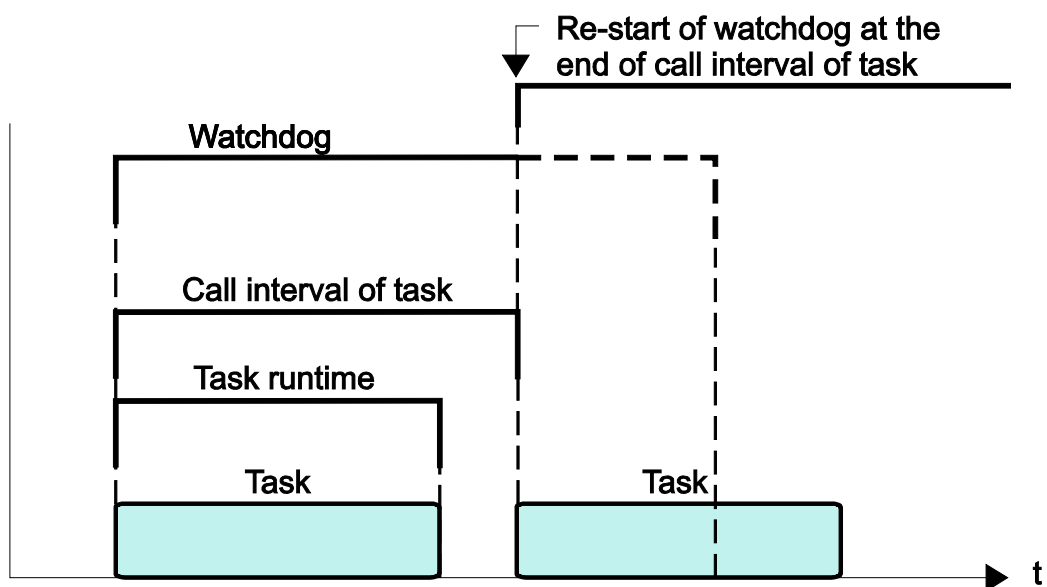 Re-start of watchdog at the
end of call interval of task
Watchdog
Call interval of task
Task runtime
Task
Task
t